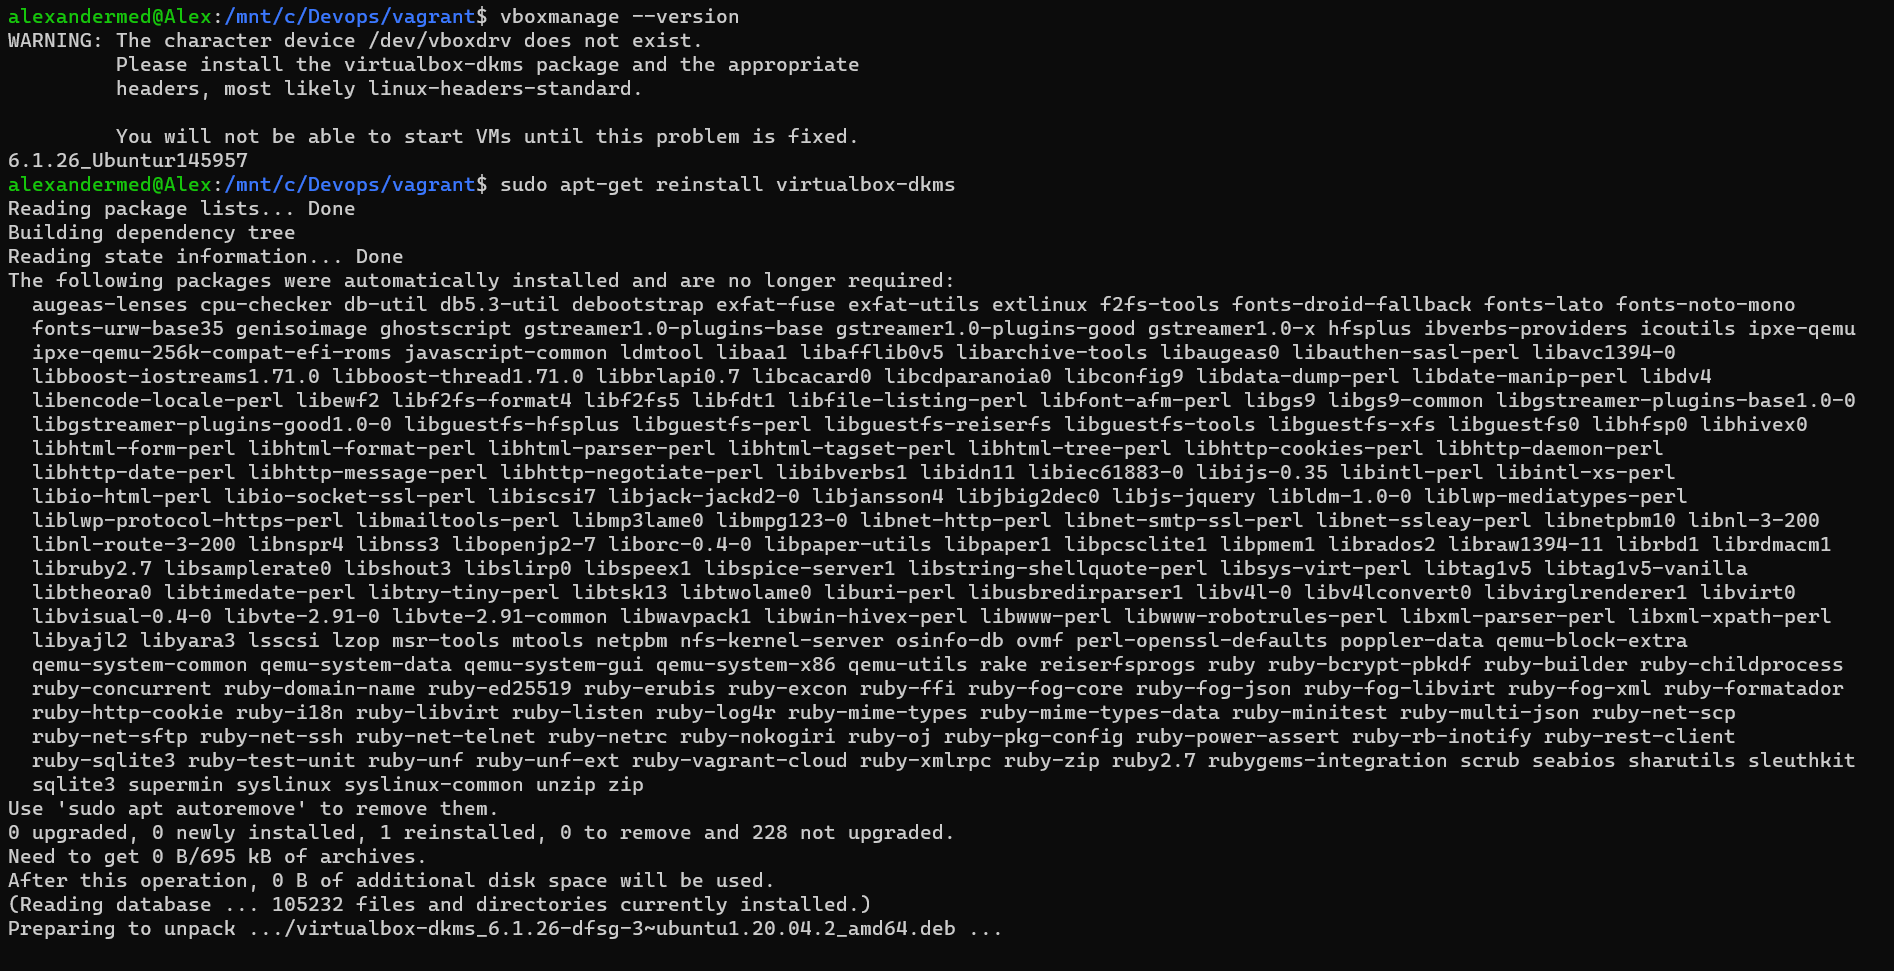 alexandermed@Alex:/mnt/c/Devops/vagrant$ vboxmanage --version
WARNING: The character device /dev/vboxdrv does not exist.
         Please install the virtualbox-dkms package and the appropriate
         headers, most likely linux-headers-standard.

         You will not be able to start VMs until this problem is fixed.
6.1.26_Ubuntur145957
alexandermed@Alex:/mnt/c/Devops/vagrant$ sudo apt-get reinstall virtualbox-dkms
Reading package lists... Done
Building dependency tree
Reading state information... Done
The following packages were automatically installed and are no longer required:
  augeas-lenses cpu-checker db-util db5.3-util debootstrap exfat-fuse exfat-utils extlinux f2fs-tools fonts-droid-fallback fonts-lato fonts-noto-mono
  fonts-urw-base35 genisoimage ghostscript gstreamer1.0-plugins-base gstreamer1.0-plugins-good gstreamer1.0-x hfsplus ibverbs-providers icoutils ipxe-qemu
  ipxe-qemu-256k-compat-efi-roms javascript-common ldmtool libaa1 libafflib0v5 libarchive-tools libaugeas0 libauthen-sasl-perl libavc1394-0
  libboost-iostreams1.71.0 libboost-thread1.71.0 libbrlapi0.7 libcacard0 libcdparanoia0 libconfig9 libdata-dump-perl libdate-manip-perl libdv4
  libencode-locale-perl libewf2 libf2fs-format4 libf2fs5 libfdt1 libfile-listing-perl libfont-afm-perl libgs9 libgs9-common libgstreamer-plugins-base1.0-0
  libgstreamer-plugins-good1.0-0 libguestfs-hfsplus libguestfs-perl libguestfs-reiserfs libguestfs-tools libguestfs-xfs libguestfs0 libhfsp0 libhivex0
  libhtml-form-perl libhtml-format-perl libhtml-parser-perl libhtml-tagset-perl libhtml-tree-perl libhttp-cookies-perl libhttp-daemon-perl
  libhttp-date-perl libhttp-message-perl libhttp-negotiate-perl libibverbs1 libidn11 libiec61883-0 libijs-0.35 libintl-perl libintl-xs-perl
  libio-html-perl libio-socket-ssl-perl libiscsi7 libjack-jackd2-0 libjansson4 libjbig2dec0 libjs-jquery libldm-1.0-0 liblwp-mediatypes-perl
  liblwp-protocol-https-perl libmailtools-perl libmp3lame0 libmpg123-0 libnet-http-perl libnet-smtp-ssl-perl libnet-ssleay-perl libnetpbm10 libnl-3-200
  libnl-route-3-200 libnspr4 libnss3 libopenjp2-7 liborc-0.4-0 libpaper-utils libpaper1 libpcsclite1 libpmem1 librados2 libraw1394-11 librbd1 librdmacm1
  libruby2.7 libsamplerate0 libshout3 libslirp0 libspeex1 libspice-server1 libstring-shellquote-perl libsys-virt-perl libtag1v5 libtag1v5-vanilla
  libtheora0 libtimedate-perl libtry-tiny-perl libtsk13 libtwolame0 liburi-perl libusbredirparser1 libv4l-0 libv4lconvert0 libvirglrenderer1 libvirt0
  libvisual-0.4-0 libvte-2.91-0 libvte-2.91-common libwavpack1 libwin-hivex-perl libwww-perl libwww-robotrules-perl libxml-parser-perl libxml-xpath-perl
  libyajl2 libyara3 lsscsi lzop msr-tools mtools netpbm nfs-kernel-server osinfo-db ovmf perl-openssl-defaults poppler-data qemu-block-extra
  qemu-system-common qemu-system-data qemu-system-gui qemu-system-x86 qemu-utils rake reiserfsprogs ruby ruby-bcrypt-pbkdf ruby-builder ruby-childprocess
  ruby-concurrent ruby-domain-name ruby-ed25519 ruby-erubis ruby-excon ruby-ffi ruby-fog-core ruby-fog-json ruby-fog-libvirt ruby-fog-xml ruby-formatador
  ruby-http-cookie ruby-i18n ruby-libvirt ruby-listen ruby-log4r ruby-mime-types ruby-mime-types-data ruby-minitest ruby-multi-json ruby-net-scp
  ruby-net-sftp ruby-net-ssh ruby-net-telnet ruby-netrc ruby-nokogiri ruby-oj ruby-pkg-config ruby-power-assert ruby-rb-inotify ruby-rest-client
  ruby-sqlite3 ruby-test-unit ruby-unf ruby-unf-ext ruby-vagrant-cloud ruby-xmlrpc ruby-zip ruby2.7 rubygems-integration scrub seabios sharutils sleuthkit
  sqlite3 supermin syslinux syslinux-common unzip zip
Use 'sudo apt autoremove' to remove them.
0 upgraded, 0 newly installed, 1 reinstalled, 0 to remove and 228 not upgraded.
Need to get 0 B/695 kB of archives.
After this operation, 0 B of additional disk space will be used.
(Reading database ... 105232 files and directories currently installed.)
Preparing to unpack .../virtualbox-dkms_6.1.26-dfsg-3~ubuntu1.20.04.2_amd64.deb ...